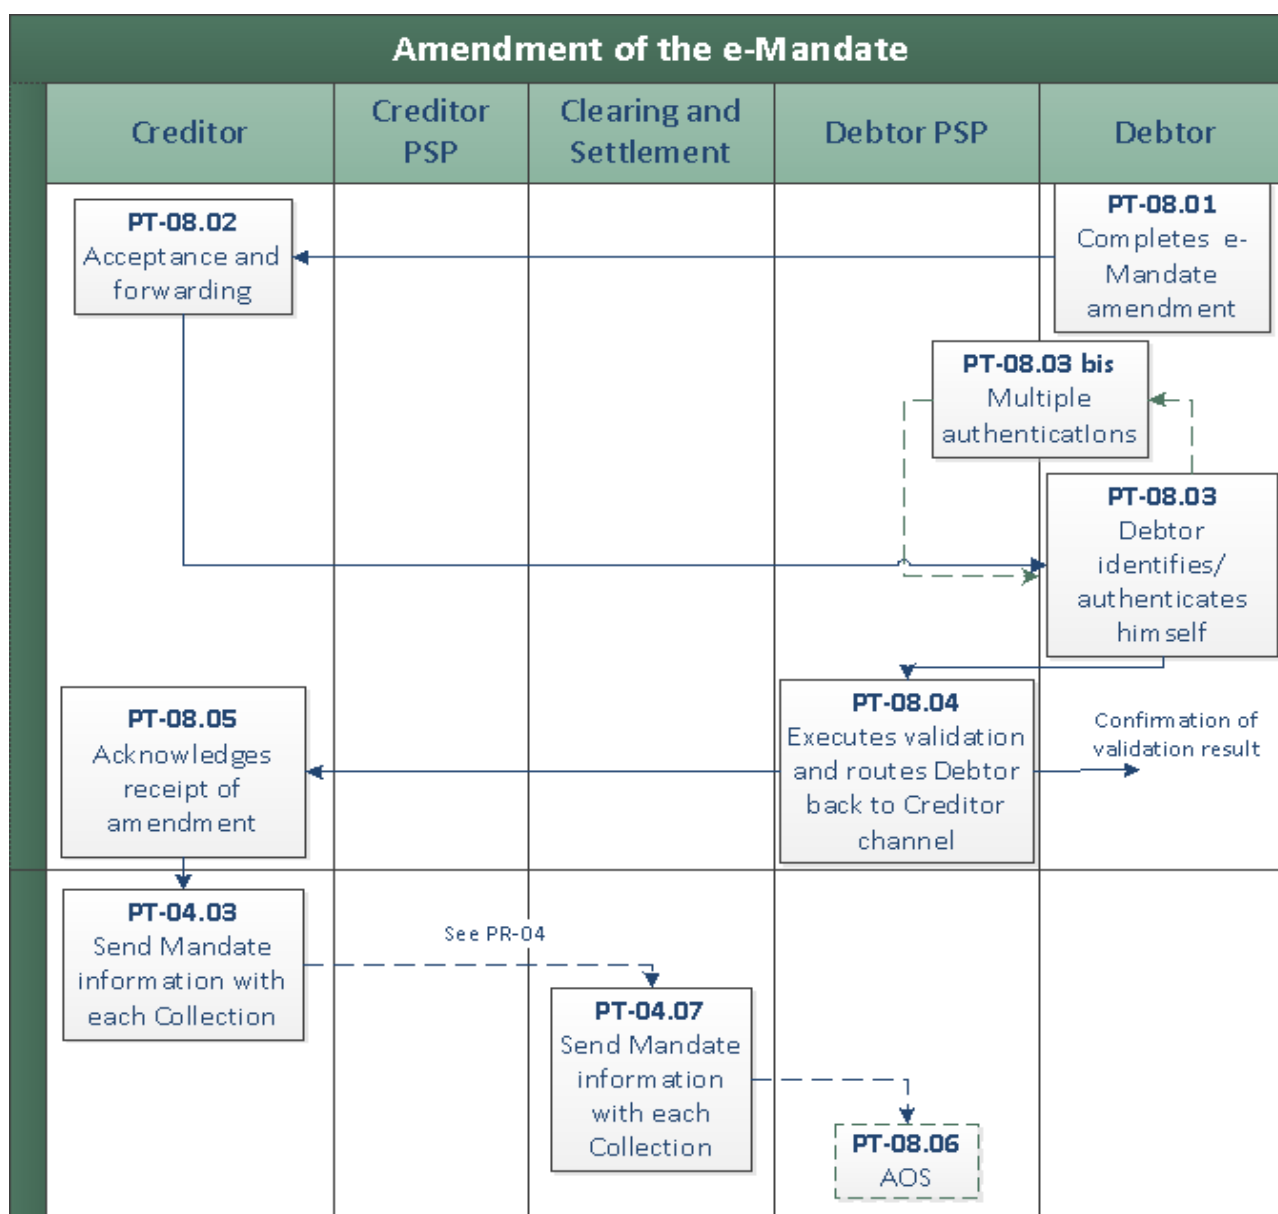 Amendment of the e-Mandate
Creditor
Creditor
PSP
Clearing and
Settlement
Debtor PSP
Debtor
PT-08.02
Acceptance and
forwarding
PT-08.01
Completes e-
Mandate
amendment
PT-08.03 bis
Multiple
authentications
PT-08.03
Debtor
identifies/
authenticates
himself
PT-08.04
Executes validation
and routes Debtor
back to Creditor
channel
Confirmation of
validation result
PT-08.05
Acknowledges
receipt of
amendment
PT-04.03
Send Mandate
information with
each Collection
See PR-04
PT-04.07
Send Mandate
information
with each
Collection
PT-08.06
AOS